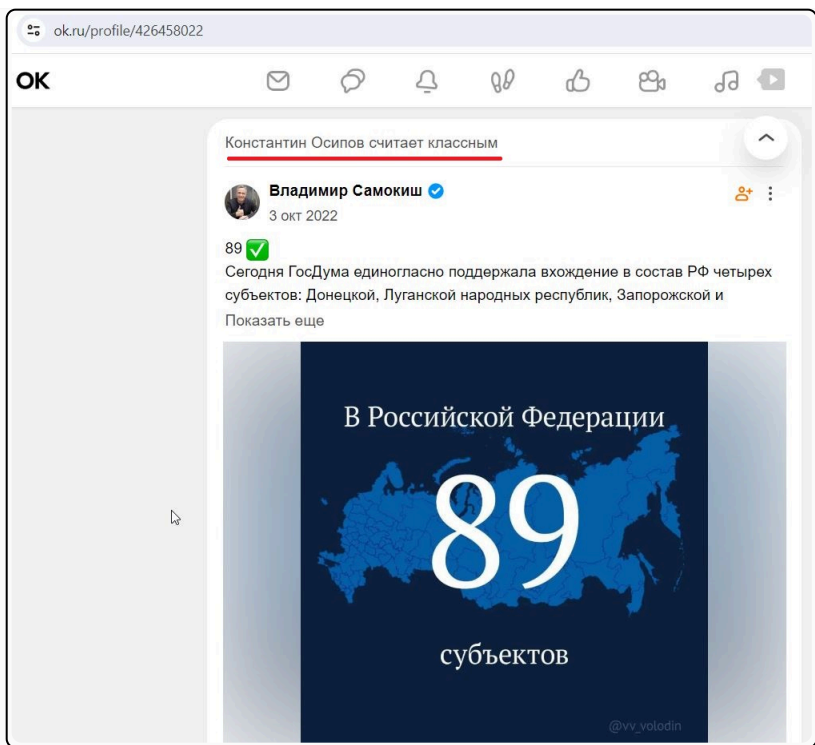 ok.ru/profile/426458022
OK
Константин Осипов считает классным
Владимир Самокиш
3 окт 2022
89 ✅
Сегодня ГосДума единогласно поддержала вхождение в состав РФ четырех
субъектов: Донецкой, Луганской народных республик, Запорожской и
Показать еще
В Российской Федерации
89
субъектов
@vv_volodin